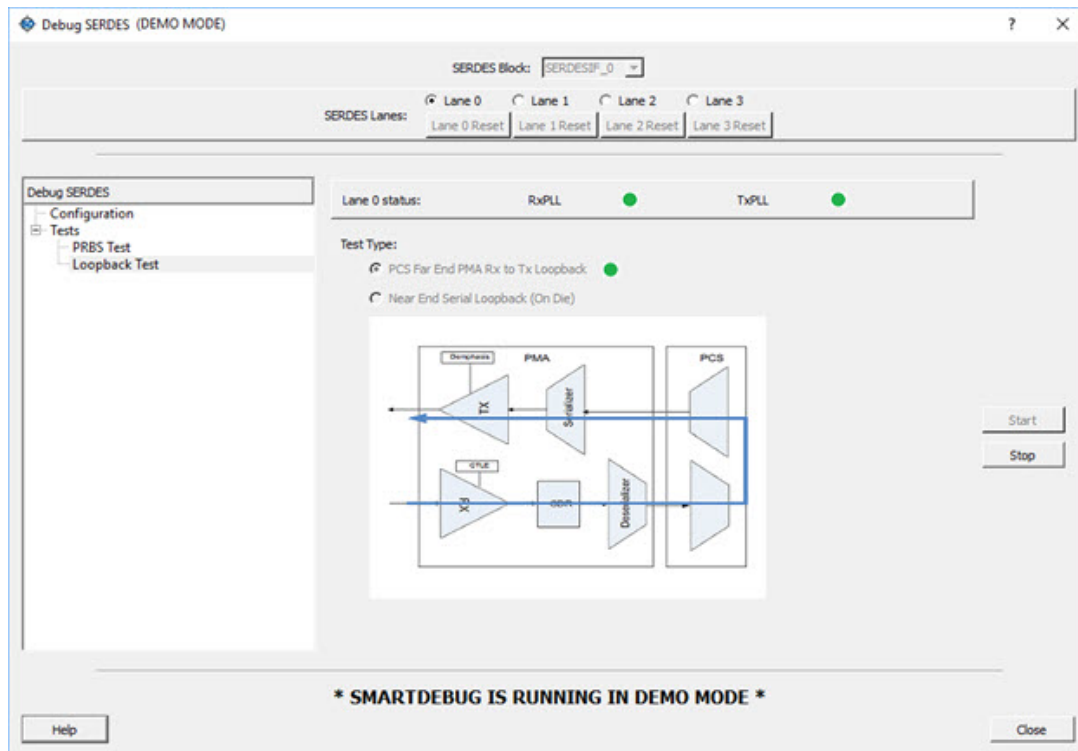 Debug SERDES (DEMO MODE)
SERDES Block: SERDESIF_0
SERDES Lanes:
Lane 0 Lane 1 Lane 2 Lane 3
Lane 0 Reset Lane 1 Reset Lane 2 Reset Lane 3 Reset
Debug SERDES
Configuration
Tests
PRBS Test
Loopback Test
Lane 0 status: RxPLL TxPLL
Test Type:
PCS Far End PMA Rx to Tx Loopback
Near End Serial Loopback (On Die)
PMA PCS
TX
Serializer
RX
Deserializer
Start
Stop
* SMARTDEBUG IS RUNNING IN DEMO MODE *
Help
Close